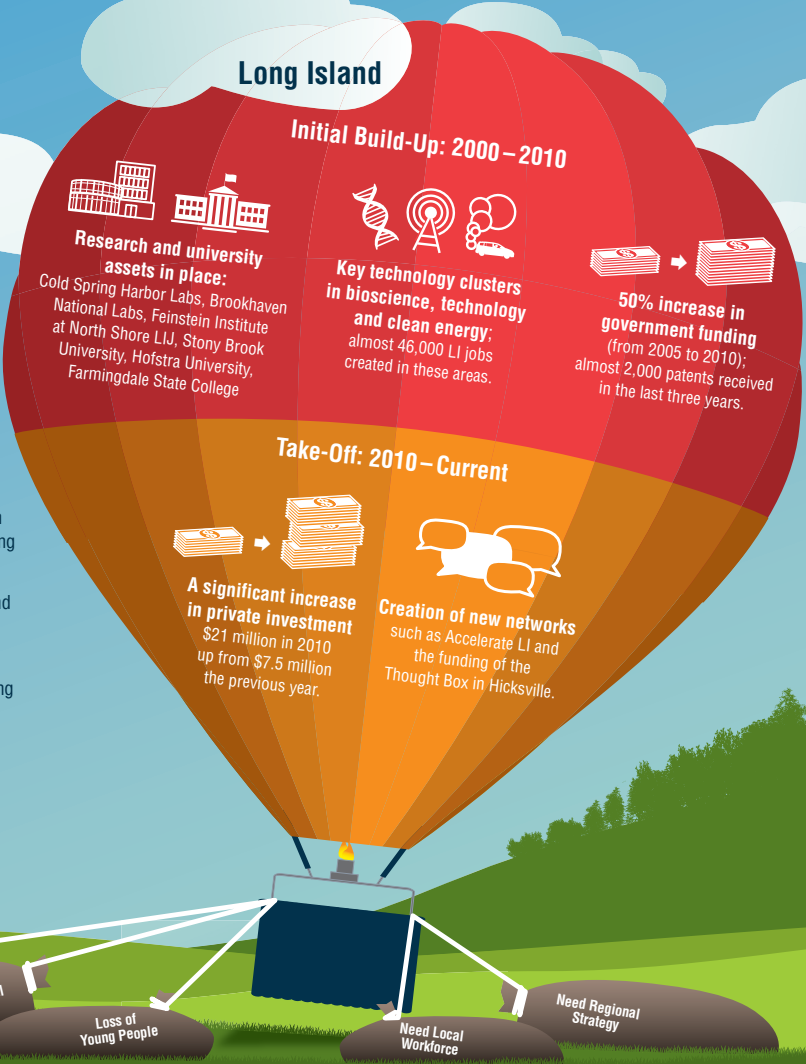 Long Island
Initial Build-Up: 2000–2010
Research and university
assets in place:
Cold Spring Harbor Labs, Brookhaven
National Labs, Feinstein Institute
at North Shore LIJ, Stony Brook
University, Hofstra University,
Farmingdale State College
Key technology clusters
in bioscience, technology
and clean energy;
almost 46,000 LI jobs
created in these areas.
50% increase in
government funding
(from 2005 to 2010);
almost 2,000 patents received
in the last three years.
Take-Off: 2010–Current
A significant increase
in private investment
$21 million in 2010
up from $7.5 million
the previous year.
Creation of new networks
such as Accelerate LI and
the funding of the
Thought Box in Hicksville.
Loss of
Young People
Need Local
Workforce
Need Regional
Strategy